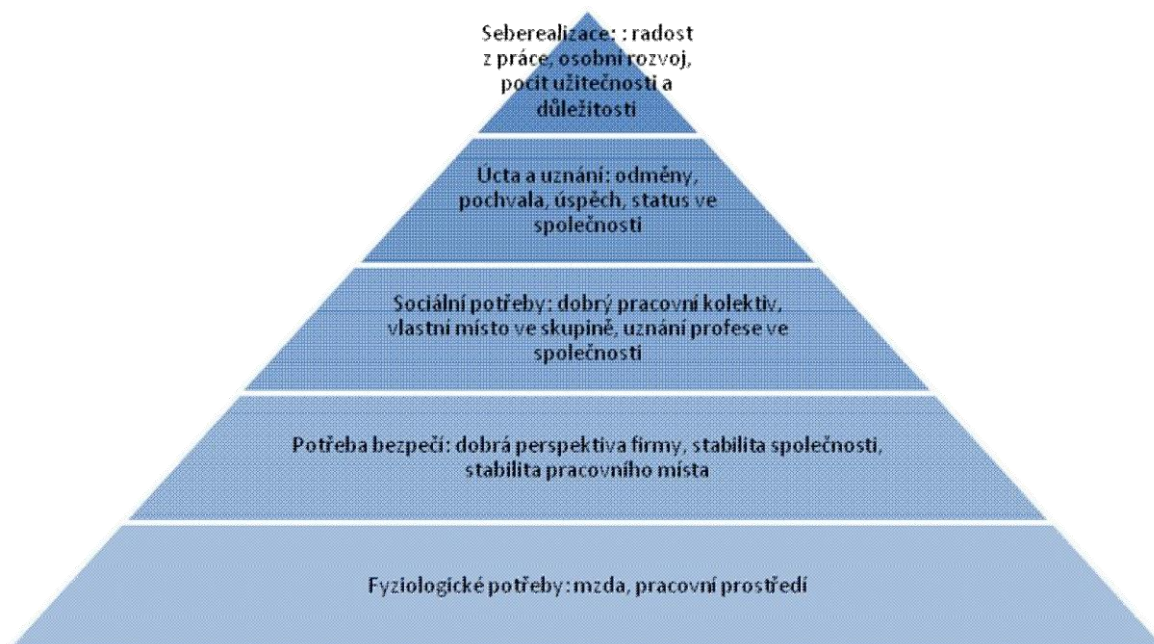 Seberealizace: : radost
z práce, osobní rozvoj,
pocit užitečnosti a
důležitosti
Úcta a uznání: odměny,
pochvala, úspěch, status ve
společnosti
Sociální potřeby: dobrý pracovní kolektiv,
vlastní místo ve skupině, uznání profese ve
společnosti
Potřeba bezpečí: dobrá perspektiva firmy, stabilita společnosti,
stabilita pracovního místa
Fyziologické potřeby: mzda, pracovní prostředí